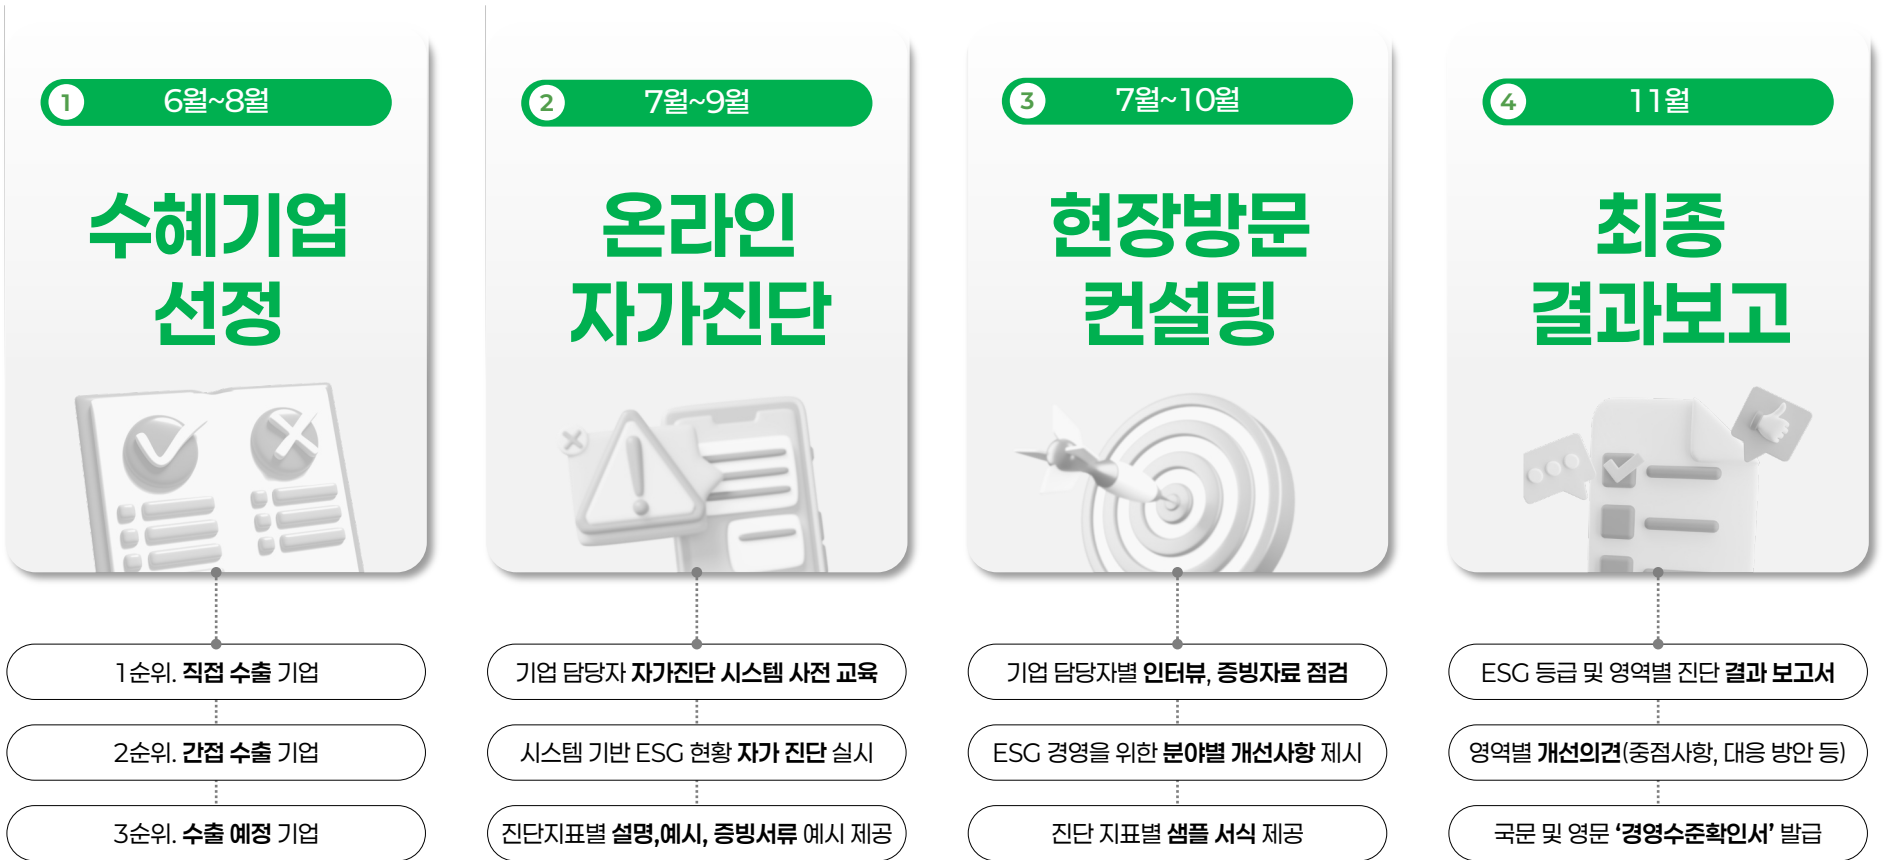 1 6월~8월
수혜기업
선정
1순위. 직접 수출 기업
2순위. 간접 수출 기업
3순위. 수출 예정 기업
2 7월~9월
온라인
자가진단
기업 담당자 자가진단 시스템 사전 교육
시스템 기반 ESG 현황 자가 진단 실시
진단지표별 설명,예시, 증빙서류 예시 제공
3 7월~10월
현장방문
컨설팅
기업 담당자별 인터뷰, 증빙자료 점검
ESG 경영을 위한 분야별 개선사항 제시
진단 지표별 샘플 서식 제공
4 11월
최종
결과보고
ESG 등급 및 영역별 진단 결과 보고서
영역별 개선의견(중점사항, 대응 방안 등)
국문 및 영문 ‘경영수준확인서’ 발급